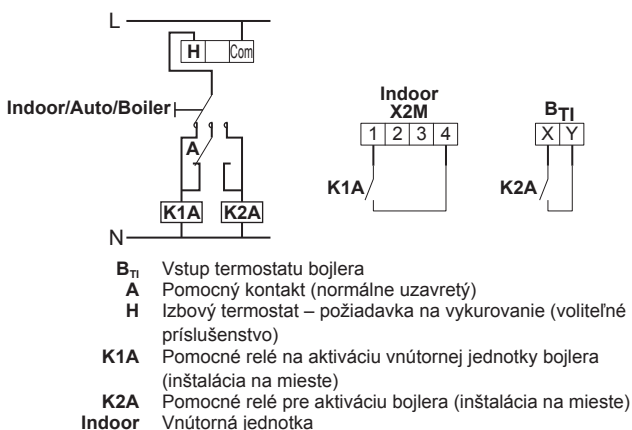 L
H Com
Indoor/Auto/Boiler
A
K1A K2A
N
Indoor
X2M
1 2 3 4
K1A
BTI
X Y
K2A
BTI Vstup termostatu bojlera
A Pomocný kontakt (normálne uzavretý)
H Izbový termostat – požiadavka na vykurovanie (voliteľné
príslušenstvo)
K1A Pomocné relé na aktiváciu vnútornej jednotky bojlera
(inštalácia na mieste)
K2A Pomocné relé pre aktiváciu bojlera (inštalácia na mieste)
Indoor Vnútorná jednotka